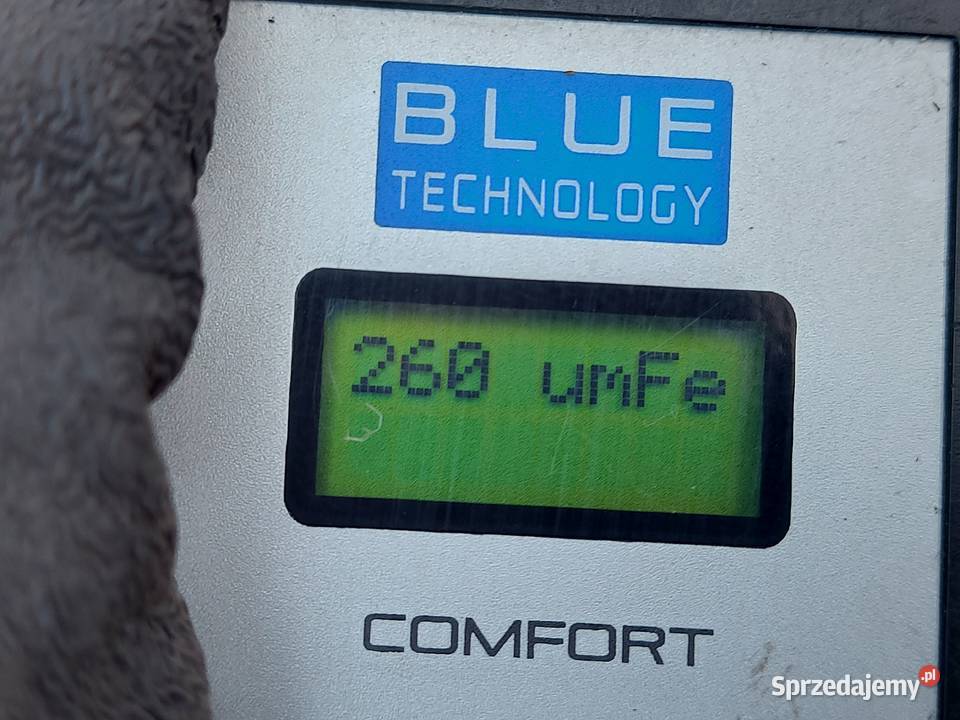 BLUE
TECHNOLOGY
260 umFe
COMFORT
Sprzedajemy.pl